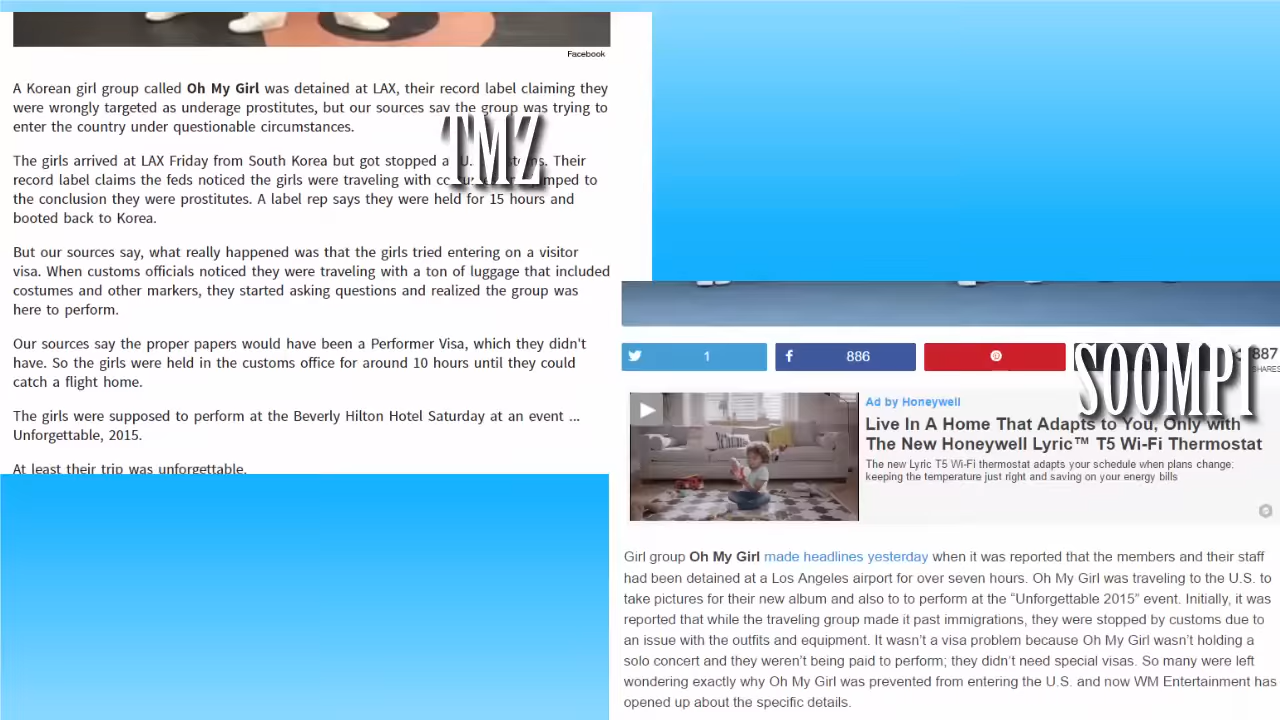 Facebook
A Korean girl group called Oh My Girl was detained at LAX, their record label claiming they
were wrongly targeted as underage prostitutes, but our sources say the group was trying to
enter the country under questionable circumstances.
TMZ
The girls arrived at LAX Friday from South Korea but got stopped Their
record label claims the feds noticed the girls were traveling with to
the conclusion they were prostitutes. A label rep says they were held for 15 hours and
booted back to Korea.
But our sources say, what really happened was that the girls tried entering on a visitor
visa. When customs officials noticed they were traveling with a ton of luggage that included
costumes and other markers, they started asking questions and realized the group was
here to perform.
Our sources say the proper papers would have been a Performer Visa, which they didn't
have. So the girls were held in the customs office for around 10 hours until they could
catch a flight home.
The girls were supposed to perform at the Beverly Hilton Hotel Saturday at an event ...
Unforgettable, 2015.
At least their trip was unforgettable.
1
886
887
SHARES
SOOMPI
Ad by Honeywell
Live In A Home That Adapts to You, Only with
The New Honeywell Lyric™ T5 Wi-Fi Thermostat
The new Lyric T5 Wi-Fi thermostat adapts your schedule when plans change;
keeping the temperature just right and saving on your energy bills
Girl group Oh My Girl made headlines yesterday when it was reported that the members and their staff
had been detained at a Los Angeles airport for over seven hours. Oh My Girl was traveling to the U.S. to
take pictures for their new album and also to to perform at the “Unforgettable 2015” event. Initially, it was
reported that while the traveling group made it past immigrations, they were stopped by customs due to
an issue with the outfits and equipment. It wasn’t a visa problem because Oh My Girl wasn’t holding a
solo concert and they weren’t being paid to perform; they didn’t need special visas. So many were left
wondering exactly why Oh My Girl was prevented from entering the U.S. and now WM Entertainment has
opened up about the specific details.